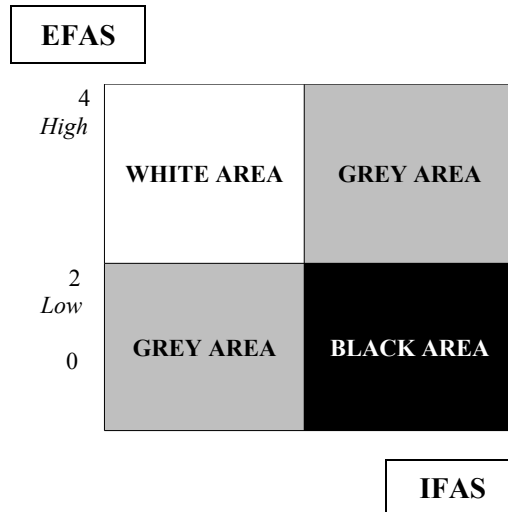 EFAS
4
High
WHITE AREA
GREY AREA
2
Low
0
GREY AREA
BLACK AREA
IFAS